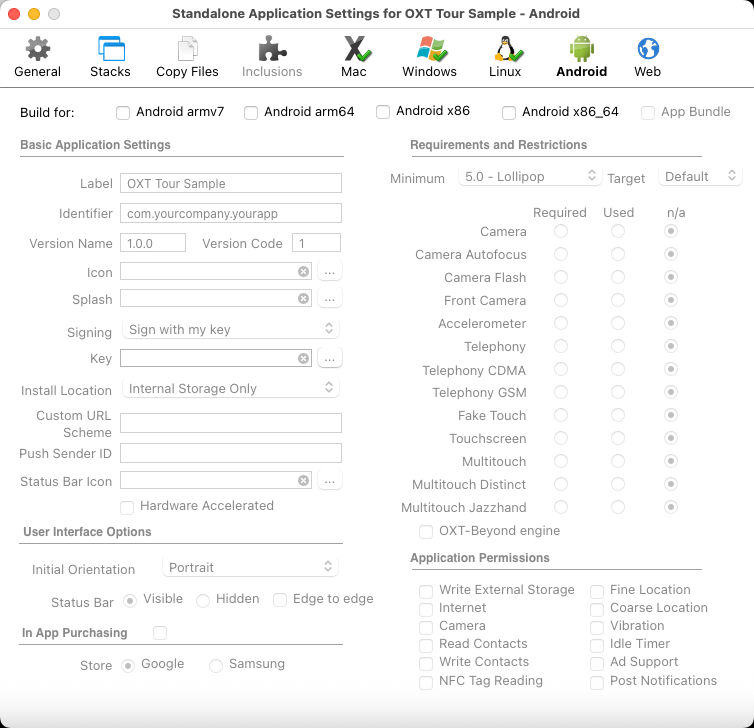 Standalone Application Settings for OXT Tour Sample - Android
General Stacks Copy Files Inclusions Mac Windows Linux Android Web
Build for: Android armv7 Android arm64 Android x86 Android x86_64 App Bundle
Basic Application Settings
Label OXT Tour Sample
Identifier com.yourcompany.yourapp
Version Name 1.0.0 Version Code 1
Icon ...
Splash ...
Signing Sign with my key
Key ...
Install Location Internal Storage Only
Custom URL
Scheme
Push Sender ID
Status Bar Icon ...
Hardware Accelerated
User Interface Options
Initial Orientation Portrait
Status Bar Visible Hidden Edge to edge
In App Purchasing
Store Google Samsung
Requirements and Restrictions
Minimum 5.0 - Lollipop Target Default
Required Used n/a
Camera
Camera Autofocus
Camera Flash
Front Camera
Accelerometer
Telephony
Telephony CDMA
Telephony GSM
Fake Touch
Touchscreen
Multitouch
Multitouch Distinct
Multitouch Jazzhand
OXT-Beyond engine
Application Permissions
Write External Storage Fine Location
Internet Coarse Location
Camera Vibration
Read Contacts Idle Timer
Write Contacts Ad Support
NFC Tag Reading Post Notifications